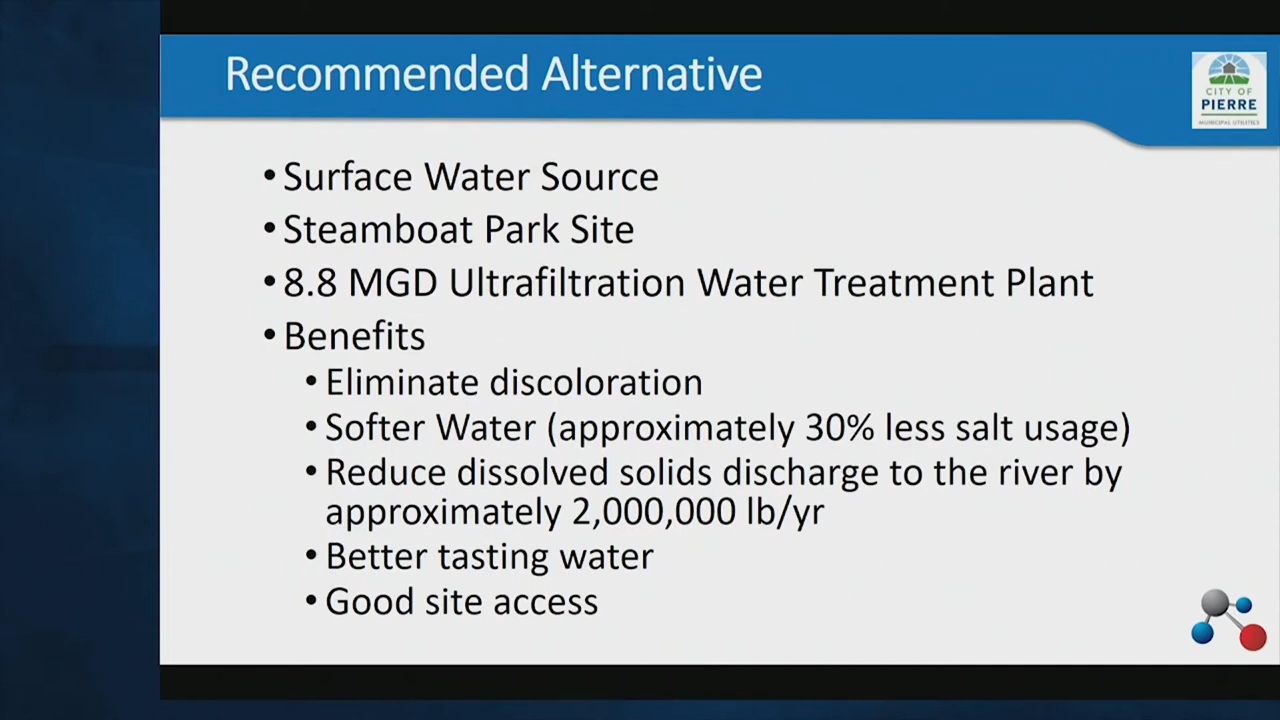 Recommended Alternative
CITY OF
PIERRE
MUNICIPAL UTILITIES
• Surface Water Source
• Steamboat Park Site
• 8.8 MGD Ultrafiltration Water Treatment Plant
• Benefits
• Eliminate discoloration
• Softer Water (approximately 30% less salt usage)
• Reduce dissolved solids discharge to the river by
approximately 2,000,000 lb/yr
• Better tasting water
• Good site access